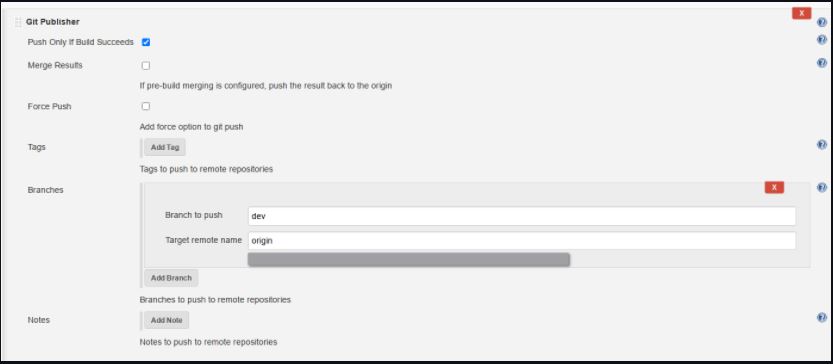 X
Git Publisher
?
Push Only If Build Succeeds
?
Merge Results
?
If pre-build merging is configured, push the result back to the origin
Force Push
Add force option to git push
Tags
Add Tag
?
Tags to push to remote repositories
Branches
X
?
Branch to push
dev
Target remote name
origin
Add Branch
Branches to push to remote repositories
Notes
Add Note
?
Notes to push to remote repositories